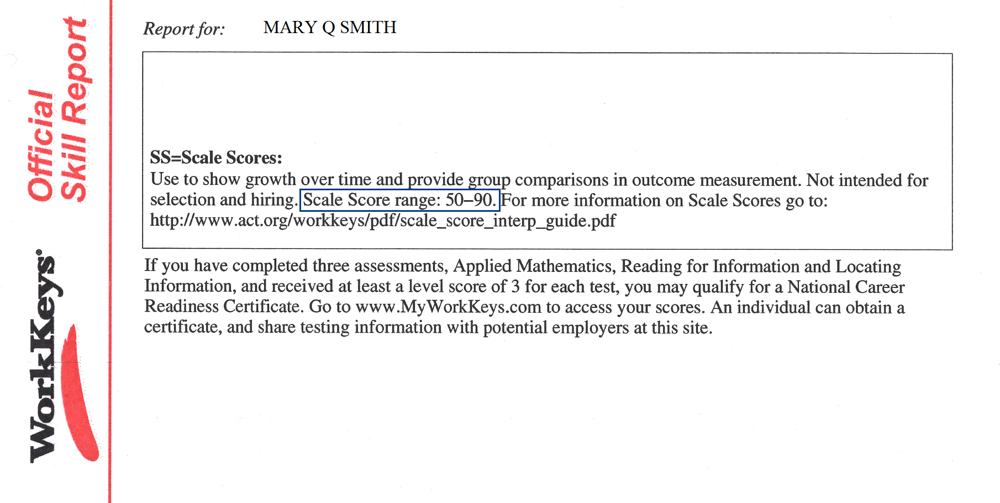 Official
Skill Report
WorkKeys®
Report for: MARY Q SMITH
SS=Scale Scores:
Use to show growth over time and provide group comparisons in outcome measurement. Not intended for
selection and hiring. Scale Score range: 50–90. For more information on Scale Scores go to:
http://www.act.org/workkeys/pdf/scale_score_interp_guide.pdf
If you have completed three assessments, Applied Mathematics, Reading for Information and Locating
Information, and received at least a level score of 3 for each test, you may qualify for a National Career
Readiness Certificate. Go to www.MyWorkKeys.com to access your scores. An individual can obtain a
certificate, and share testing information with potential employers at this site.